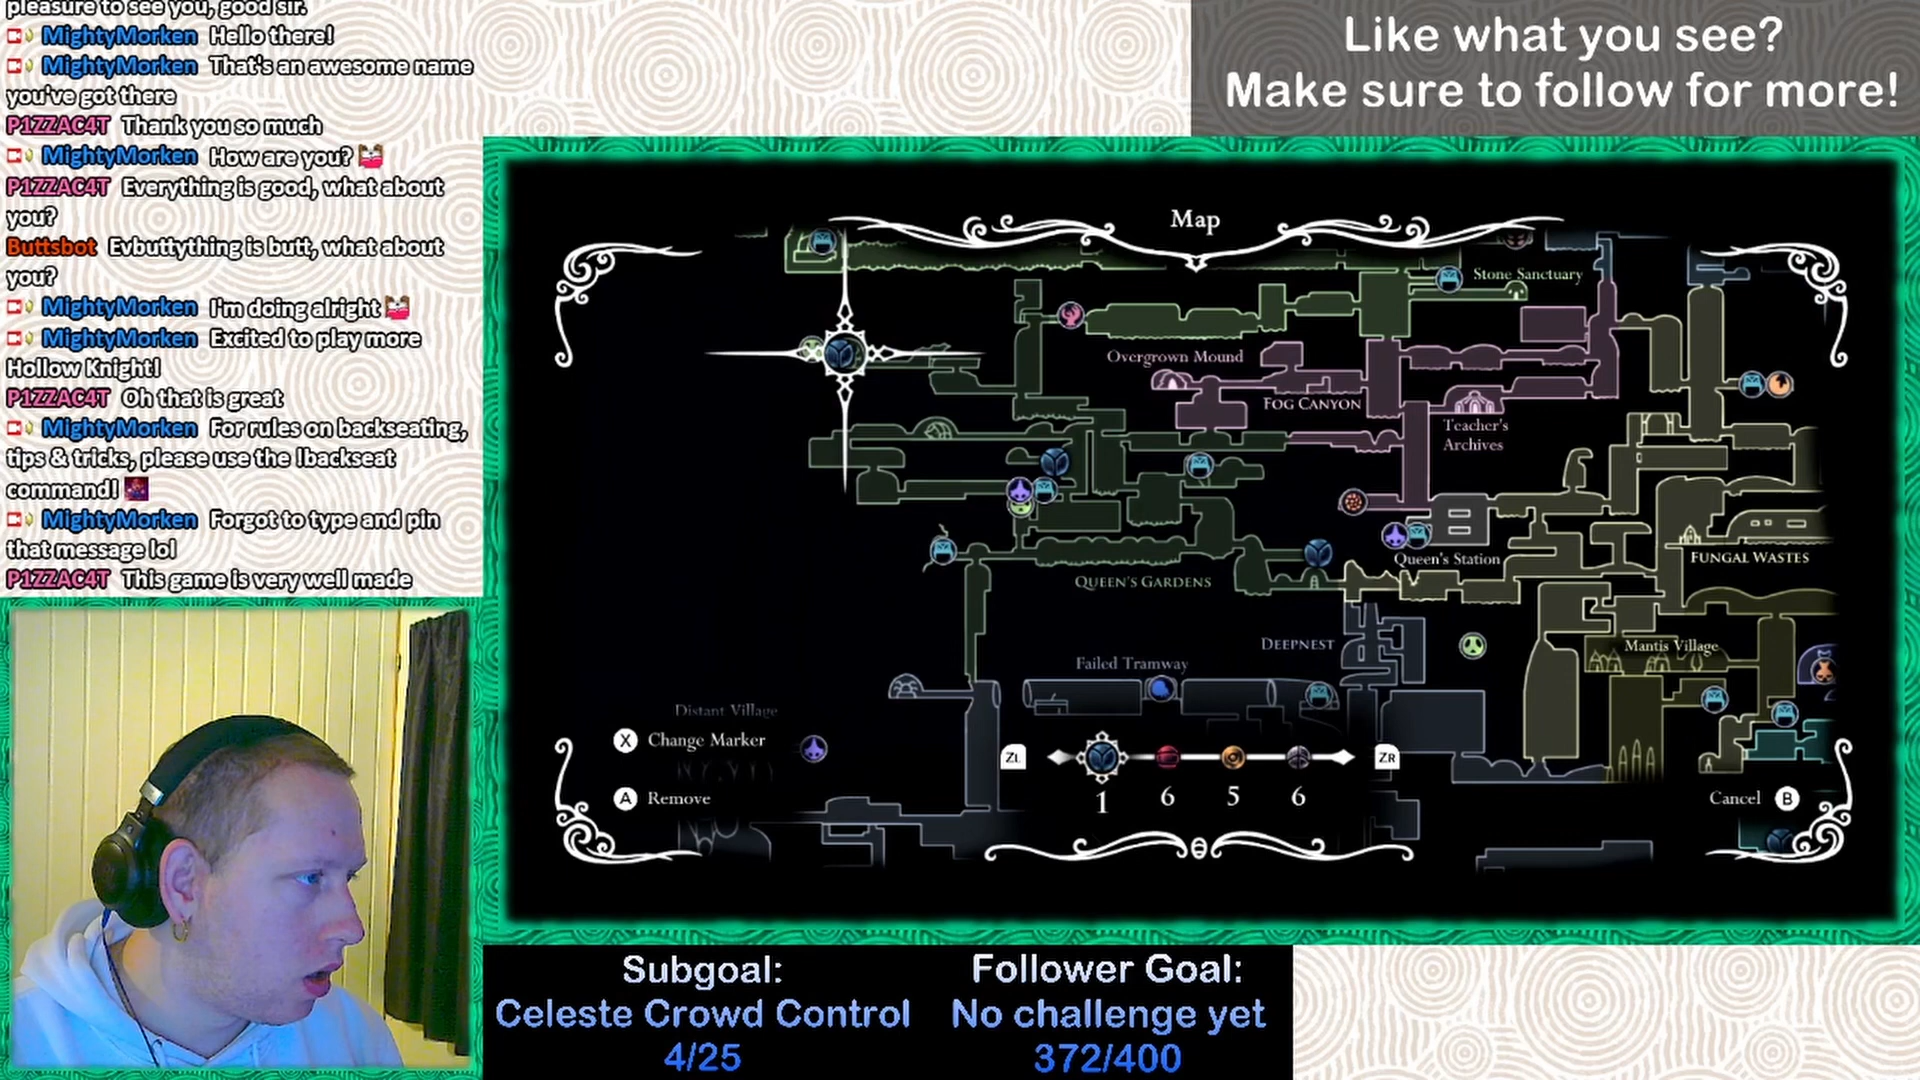 pleasure to see you, good sir.
MightyMorken Hello there!
MightyMorken That's an awesome name
you've got there
P1ZZAC4T Thank you so much
MightyMorken How are you?
P1ZZAC4T Everything is good, what about
you?
Buttsbot Evbuttything is butt, what about
you?
MightyMorken I'm doing alright
MightyMorken Excited to play more
Hollow Knight!
P1ZZAC4T Oh that is great
MightyMorken For rules on backseating,
tips & tricks, please use the !backseat
command!
MightyMorken Forgot to type and pin
that message lol
P1ZZAC4T This game is very well made
Like what you see?
Make sure to follow for more!
Map
Stone Sanctuary
Overgrown Mound
FOG CANYON
Teacher's
Archives
Queen's Station
FUNGAL WASTES
QUEEN'S GARDENS
DEEPNEST
Mantis Village
Failed Tramway
Distant Village
X Change Marker
A Remove
ZL
ZR
1 6 5 6
Cancel B
Subgoal:
Celeste Crowd Control
4/25
Follower Goal:
No challenge yet
372/400